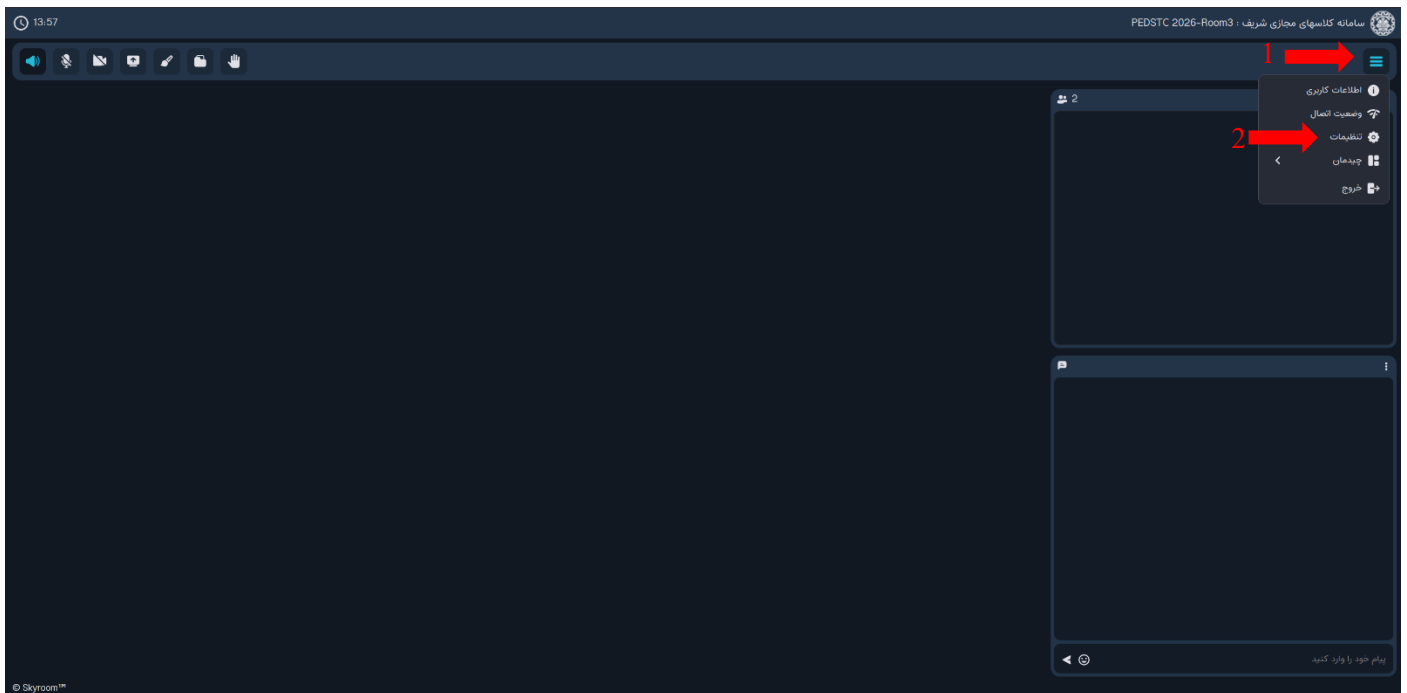 13:57
سامانه کلاسهای مجازی شریف : PEDSTC 2026-Room3
1
2
اطلاعات کاربری
وضعیت اتصال
2
تنظیمات
چیدمان
خروج
پیام خود را وارد کنید
© Skyroom™